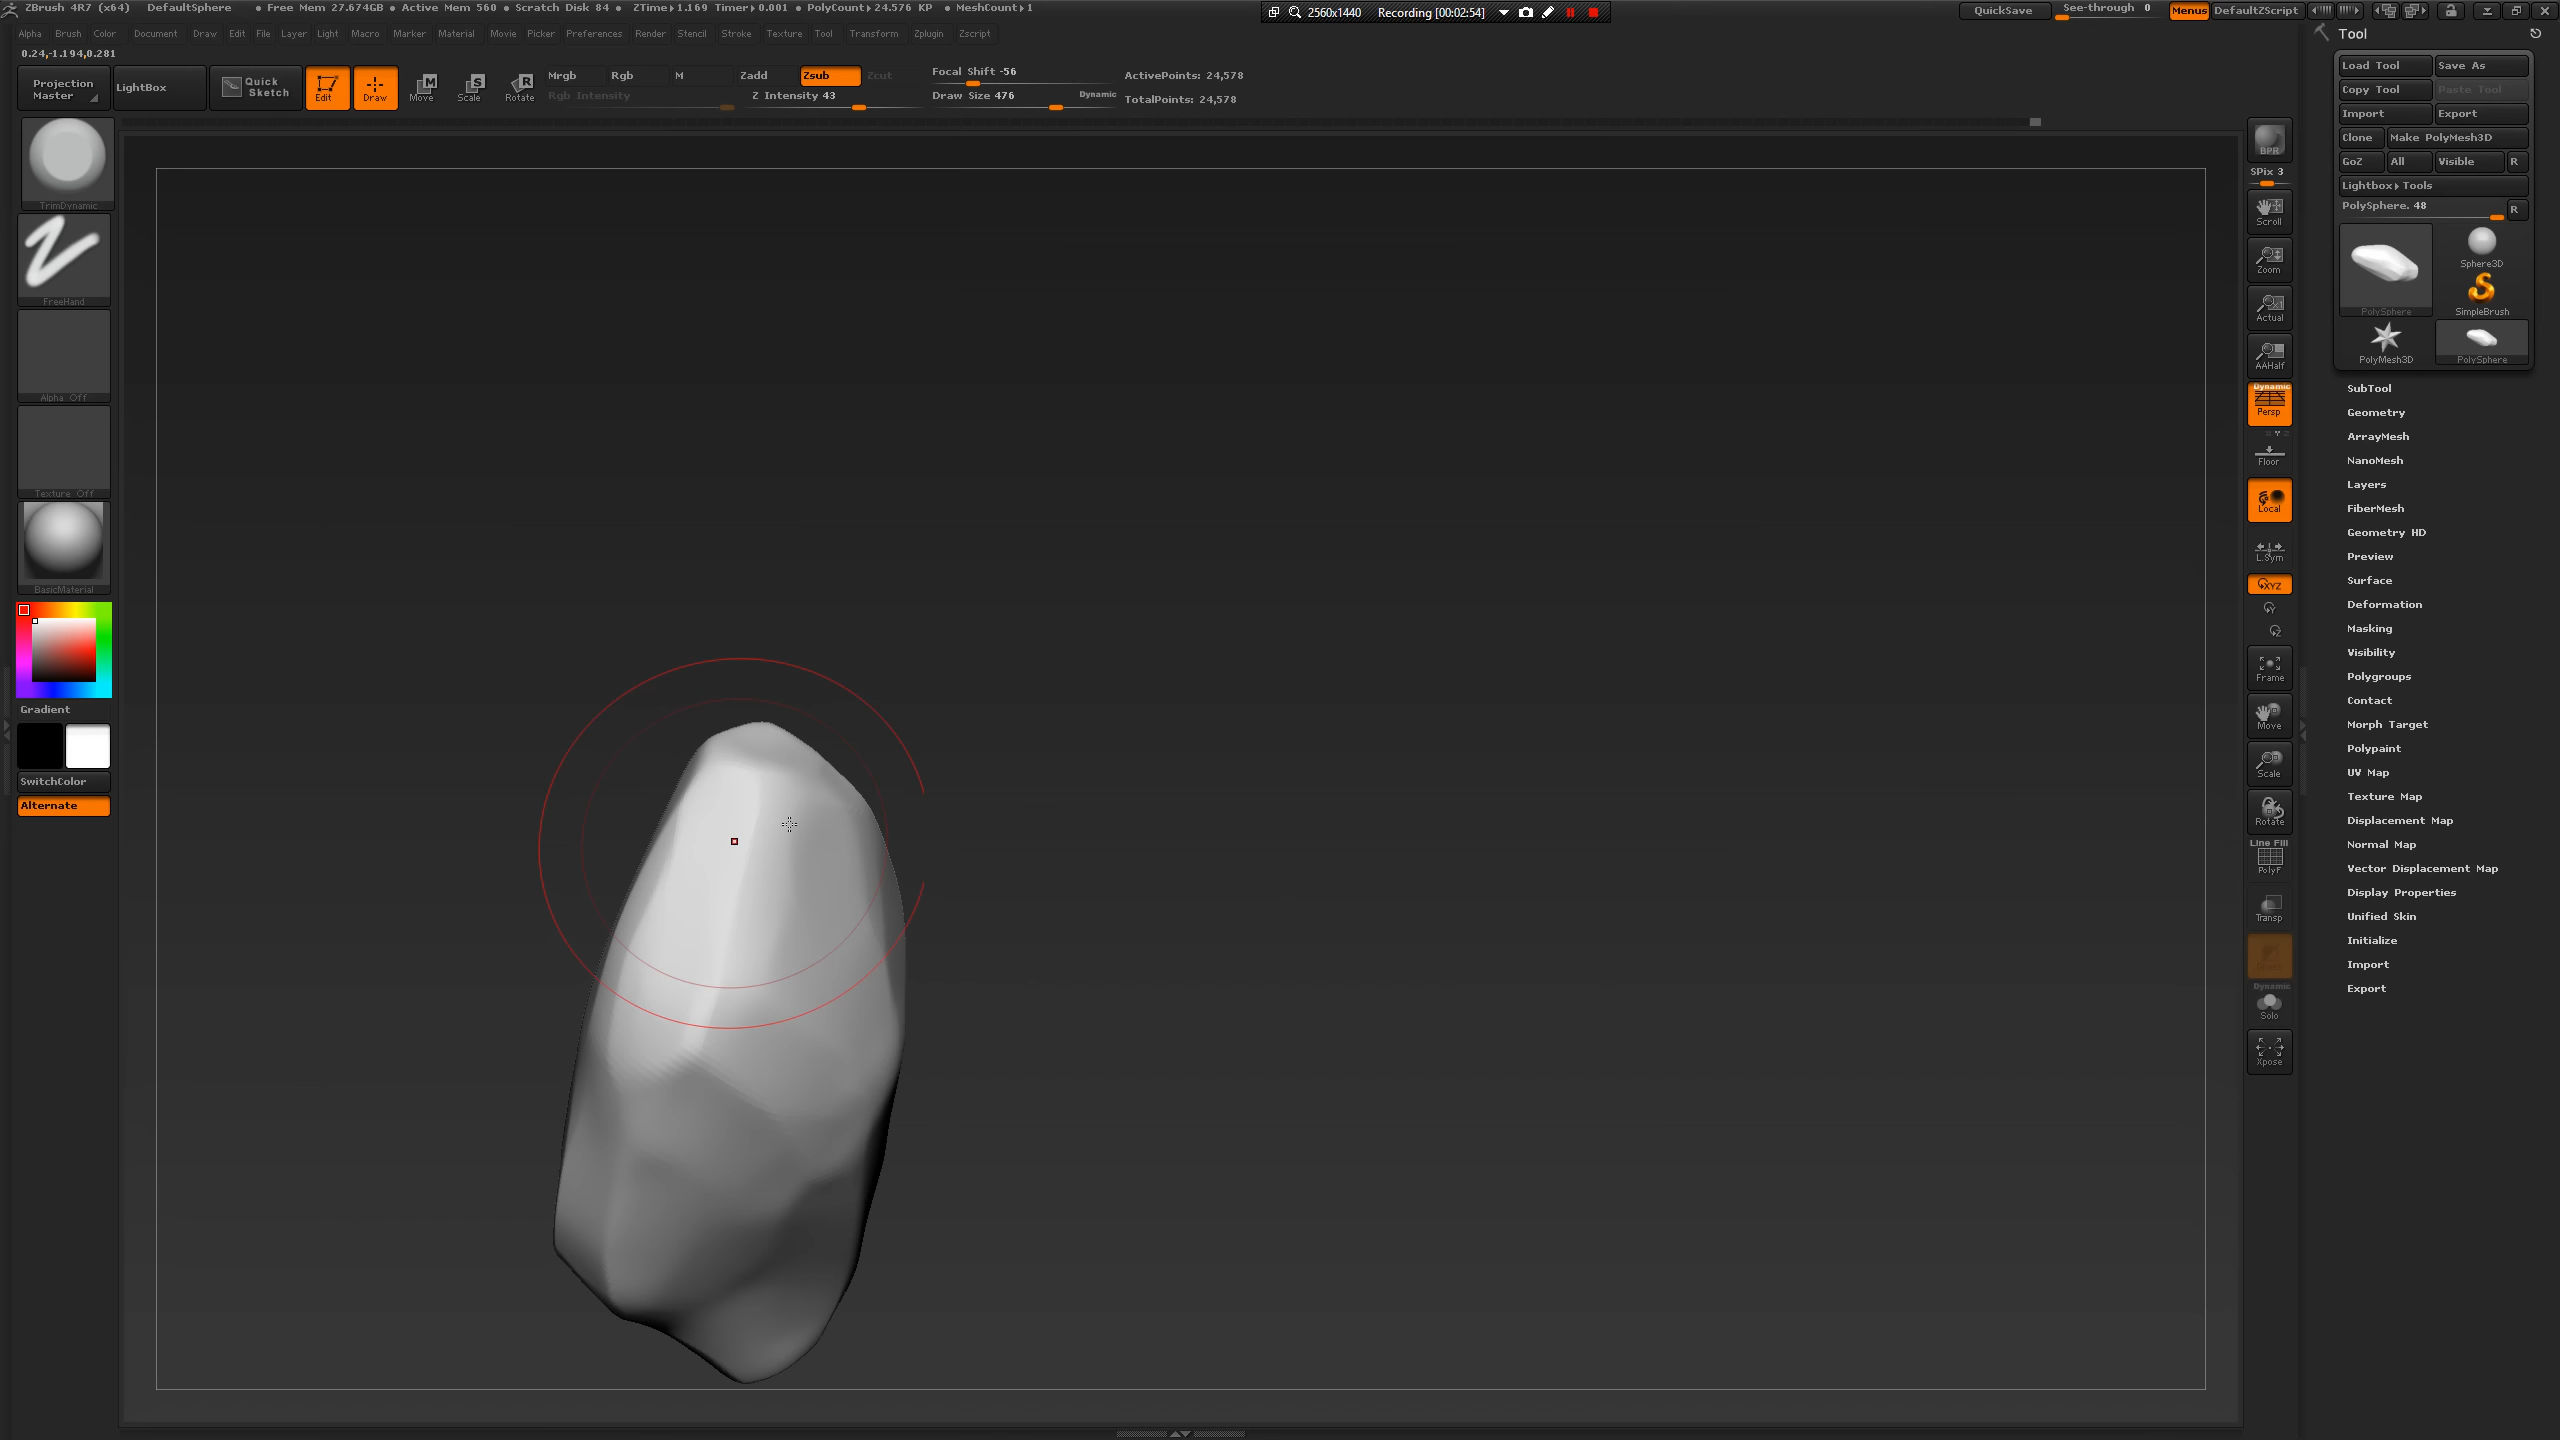 ZBrush 4R7 (x64) DefaultSphere • Free Mem 27.674GB • Active Mem 560 • Scratch Disk 84 • ZTime▸1.169 Timer▸0.001 • PolyCount▸24.576 KP • MeshCount▸1
2560x1440 Recording [00:02:54]
QuickSave See-through 0 Menus DefaultZScript
Alpha Brush Color Document Draw Edit File Layer Light Macro Marker Material Movie Picker Preferences Render Stencil Stroke Texture Tool Transform Zplugin Zscript
0.24,-1.194,0.281
Projection Master
LightBox
Quick Sketch
Edit
Draw
Move
Scale
Rotate
Mrgb Rgb M Zadd Zsub Zcut
Rgb Intensity Z Intensity 43
Focal Shift -56
Draw Size 476 Dynamic
ActivePoints: 24,578
TotalPoints: 24,578
TrimDynamic
FreeHand
Alpha Off
Texture Off
BasicMaterial
Gradient
SwitchColor
Alternate
BPR
SPix 3
Scroll
Zoom
Actual
AAHalf
Dynamic
Persp
Floor
Local
L.Sym
XYZ
Y
Z
Frame
Move
Scale
Rotate
Line Fill
PolyF
Transp
Dynamic
Solo
Xpose
Tool
Load Tool Save As
Copy Tool Paste Tool
Import Export
Clone Make PolyMesh3D
GoZ All Visible R
Lightbox▸Tools
PolySphere. 48 R
PolySphere
Sphere3D
SimpleBrush
PolyMesh3D
PolySphere
SubTool
Geometry
ArrayMesh
NanoMesh
Layers
FiberMesh
Geometry HD
Preview
Surface
Deformation
Masking
Visibility
Polygroups
Contact
Morph Target
Polypaint
UV Map
Texture Map
Displacement Map
Normal Map
Vector Displacement Map
Display Properties
Unified Skin
Initialize
Import
Export